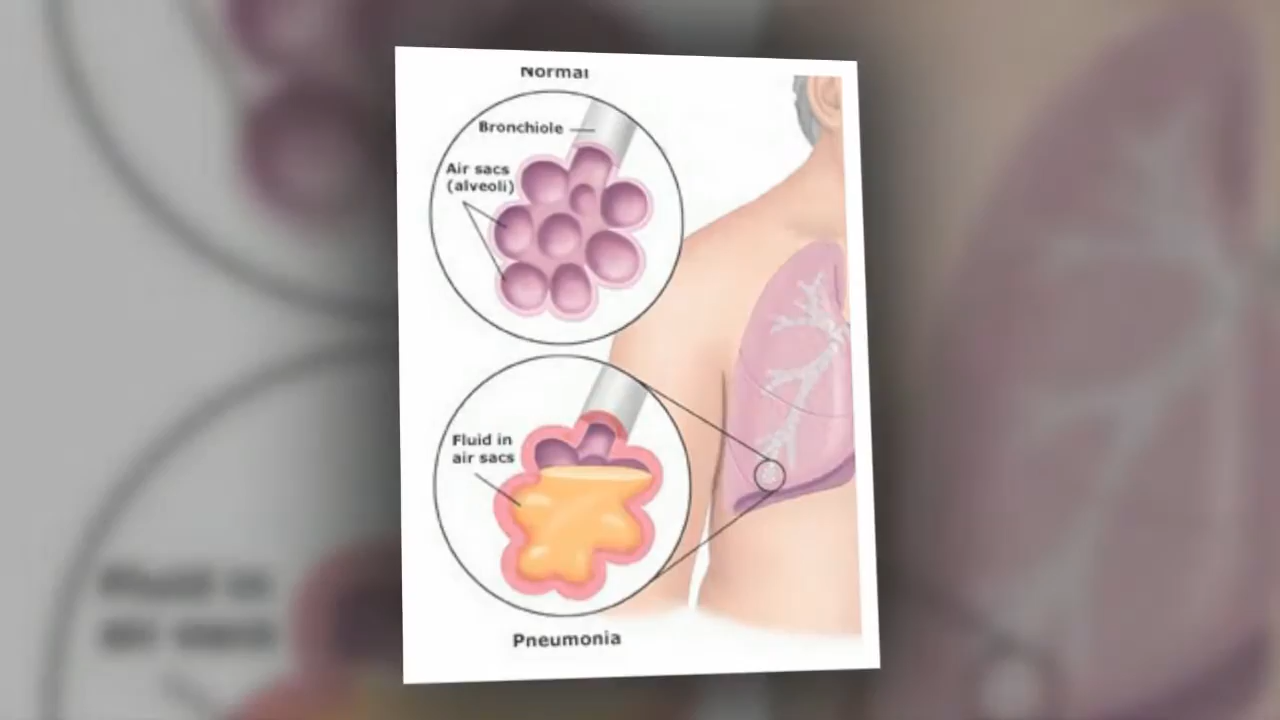 Normal
Bronchiole
Air sacs
(alveoli)
Fluid in
air sacs
Pneumonia